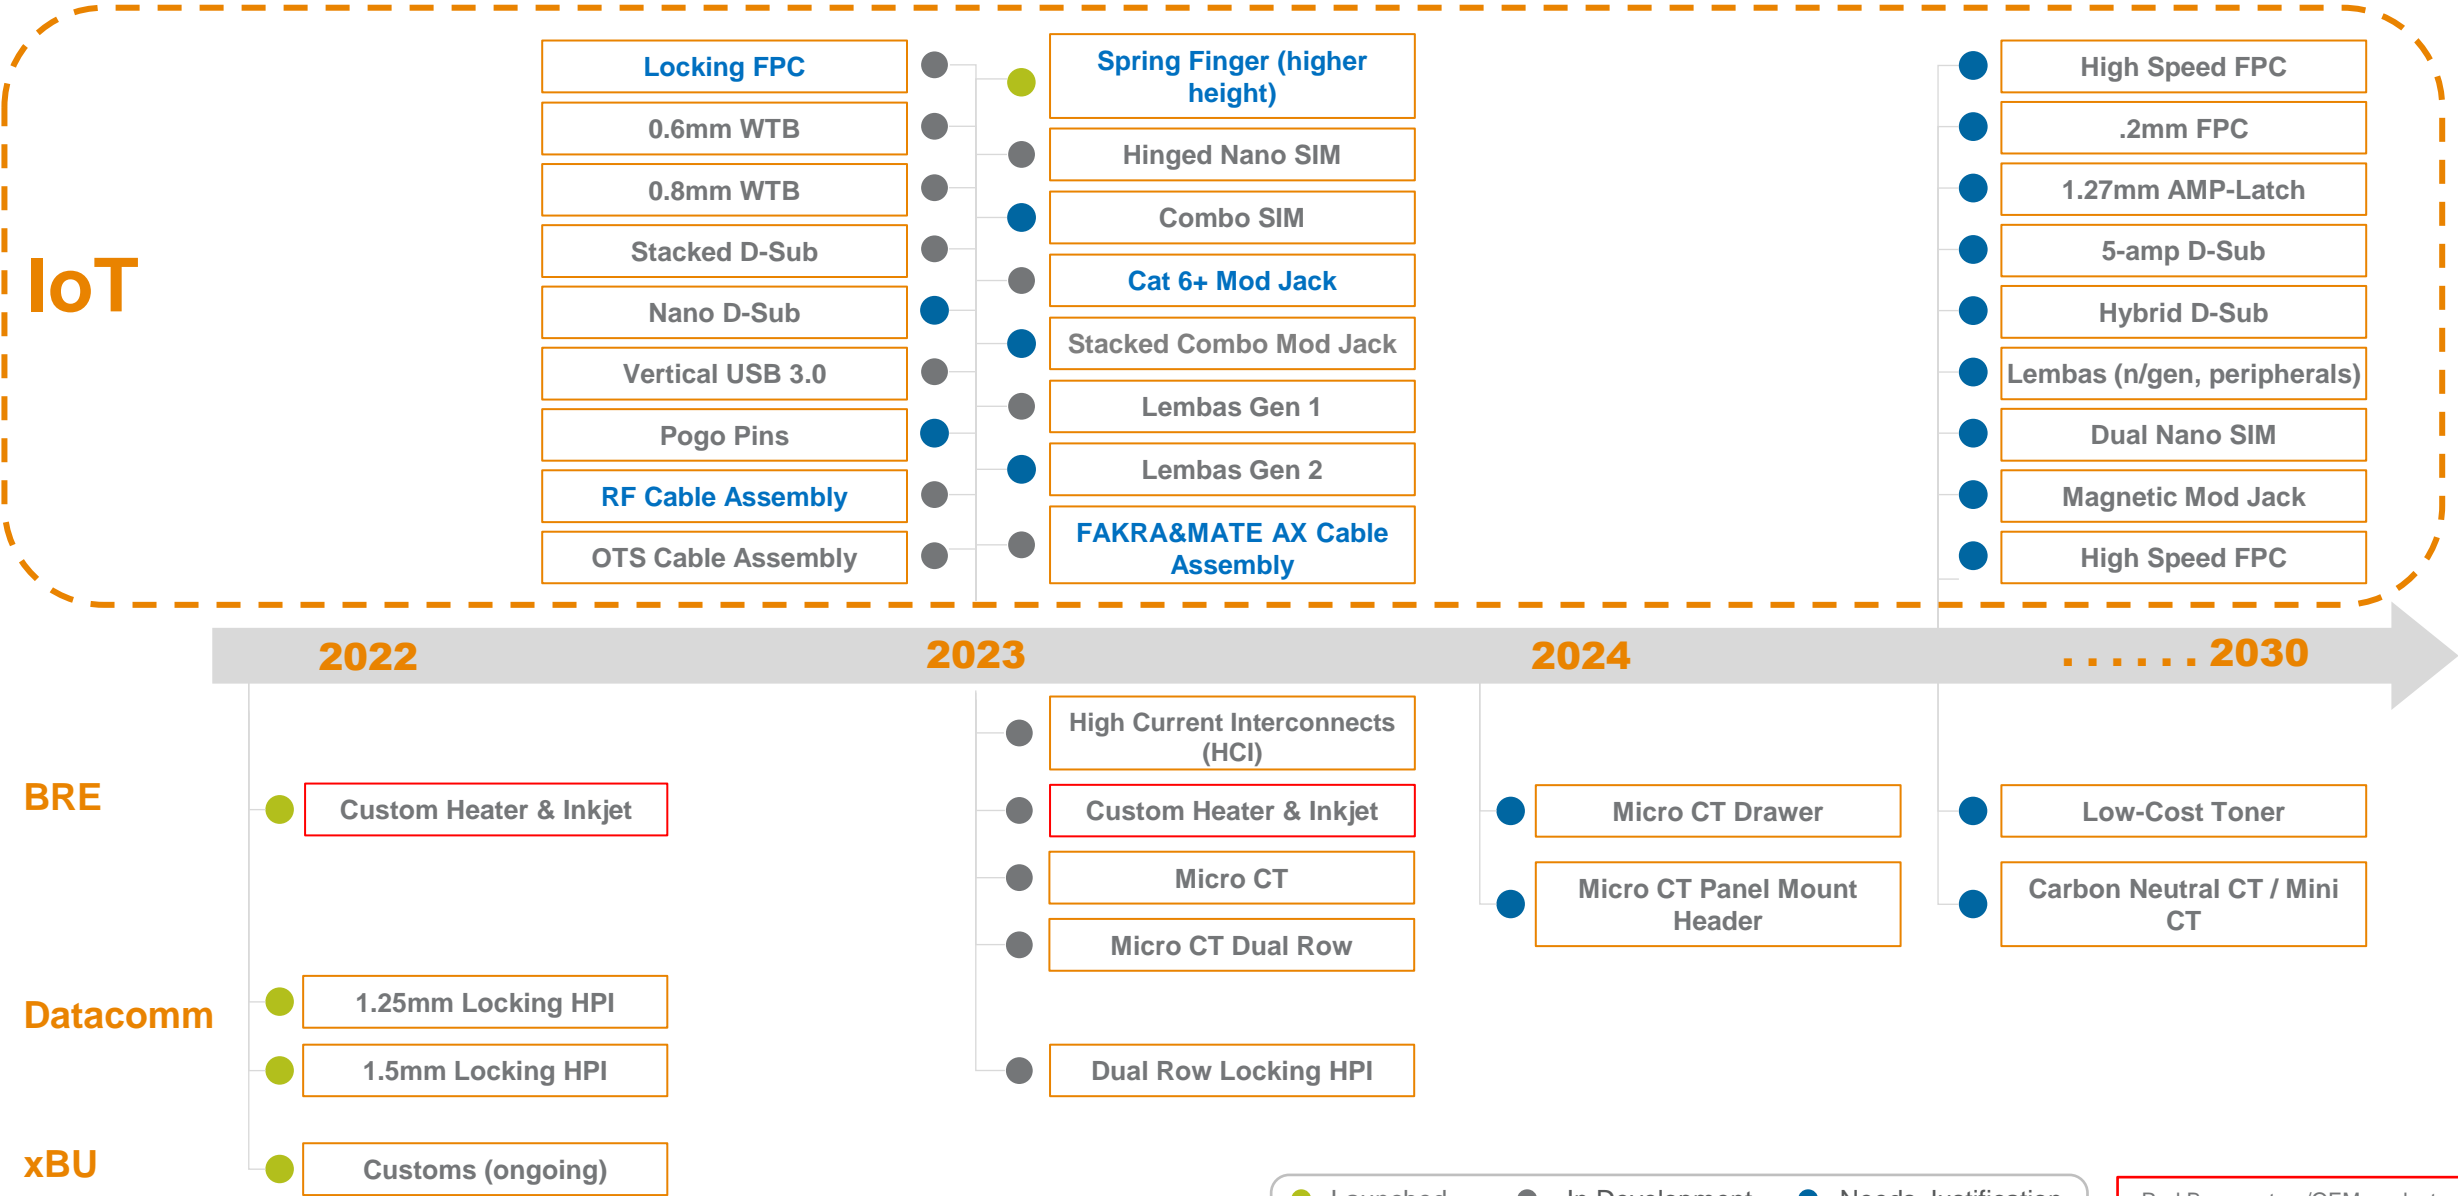 IoT
Locking FPC
0.6mm WTB
0.8mm WTB
Stacked D-Sub
Nano D-Sub
Vertical USB 3.0
Pogo Pins
RF Cable Assembly
OTS Cable Assembly
Spring Finger (higher
height)
Hinged Nano SIM
Combo SIM
Cat 6+ Mod Jack
Stacked Combo Mod Jack
Lembas Gen 1
Lembas Gen 2
FAKRA&MATE AX Cable
Assembly
High Speed FPC
.2mm FPC
1.27mm AMP-Latch
5-amp D-Sub
Hybrid D-Sub
Lembas (n/gen, peripherals)
Dual Nano SIM
Magnetic Mod Jack
High Speed FPC
2022
2023
2024
...... 2030
BRE
Custom Heater & Inkjet
High Current Interconnects
(HCI)
Custom Heater & Inkjet
Micro CT
Micro CT Dual Row
Micro CT Drawer
Micro CT Panel Mount
Header
Low-Cost Toner
Carbon Neutral CT / Mini
CT
Datacomm
1.25mm Locking HPI
1.5mm Locking HPI
Dual Row Locking HPI
xBU
Customs (ongoing)
Launched
In Development
Needs Justification